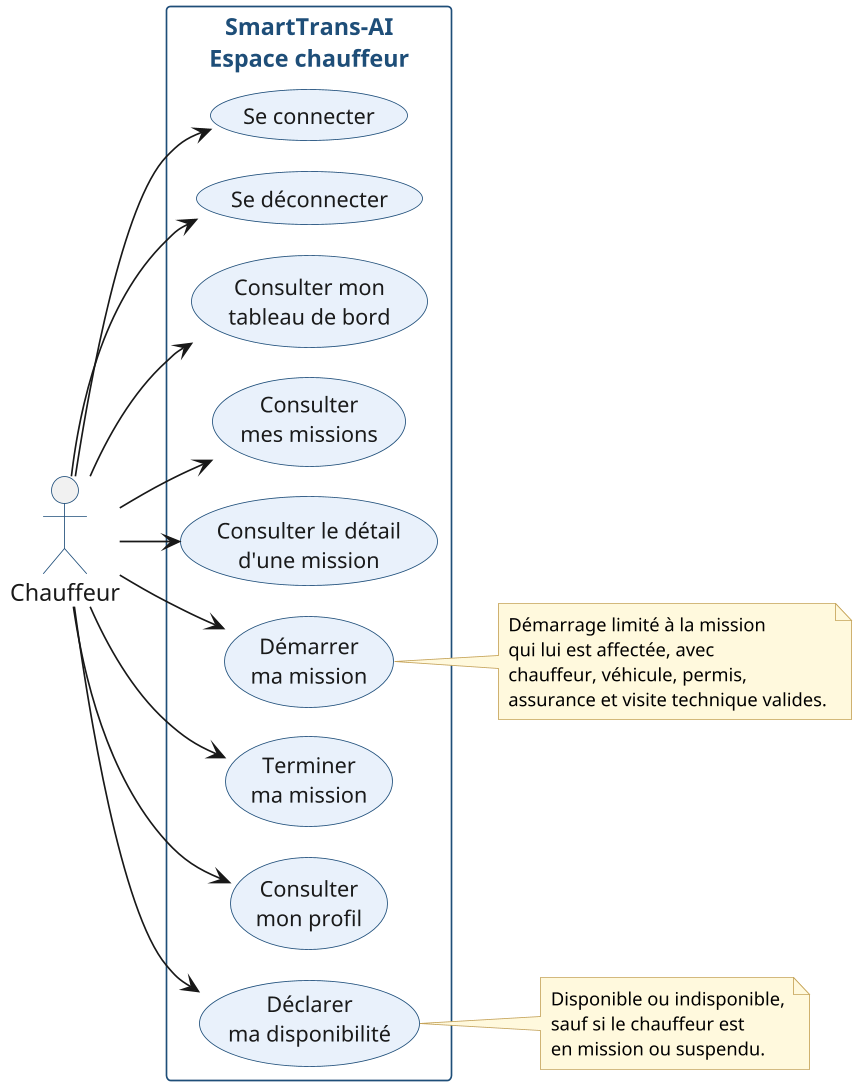 SmartTrans-AI
Espace chauffeur
Se connecter
Se déconnecter
Consulter mon
tableau de bord
Consulter
mes missions
Consulter le détail
d'une mission
Chauffeur
Démarrer
ma mission
Démarrage limité à la mission
qui lui est affectée, avec
chauffeur, véhicule, permis,
assurance et visite technique valides.
Terminer
ma mission
Consulter
mon profil
Déclarer
ma disponibilité
Disponible ou indisponible,
sauf si le chauffeur est
en mission ou suspendu.